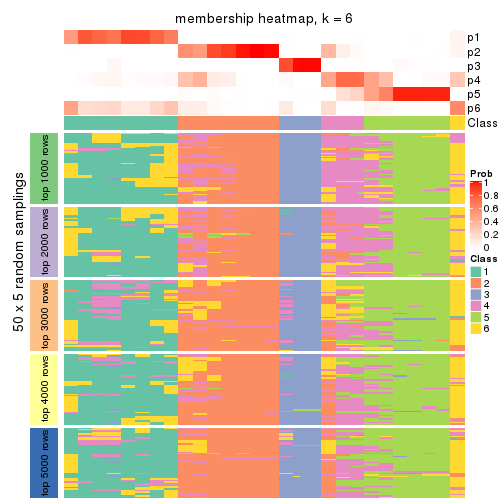 membership heatmap, k = 6
p1
p2
p3
p4
p5
p6
Class
50 x 5 random samplings
top 1000 rows
top 2000 rows
top 3000 rows
top 4000 rows
top 5000 rows
Prob
1
0.8
0.6
0.4
0.2
0
Class
1
2
3
4
5
6